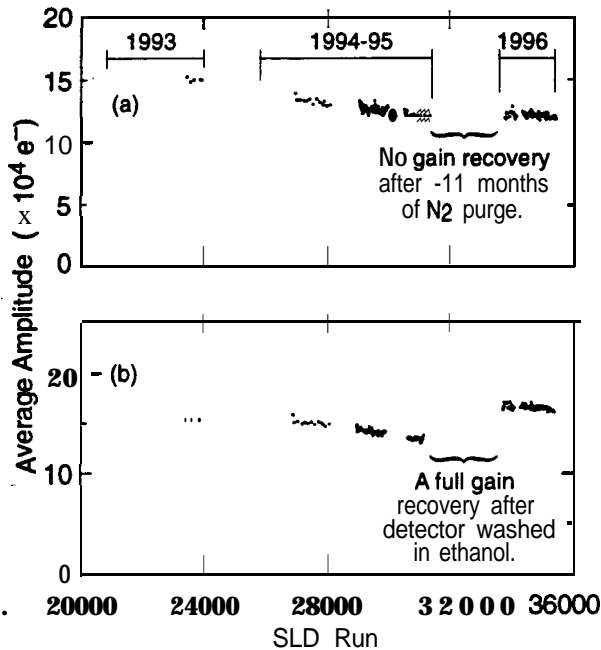 20
1993
1994-95
1996
15
(a)
10
No gain recovery
after -11 months
of N2 purge.
5
0
Average Amplitude (x 10⁴ e⁻)
20
(b)
10
A full gain
recovery after
detector washed
in ethanol.
0
20000 24000 28000 32000 36000
SLD Run